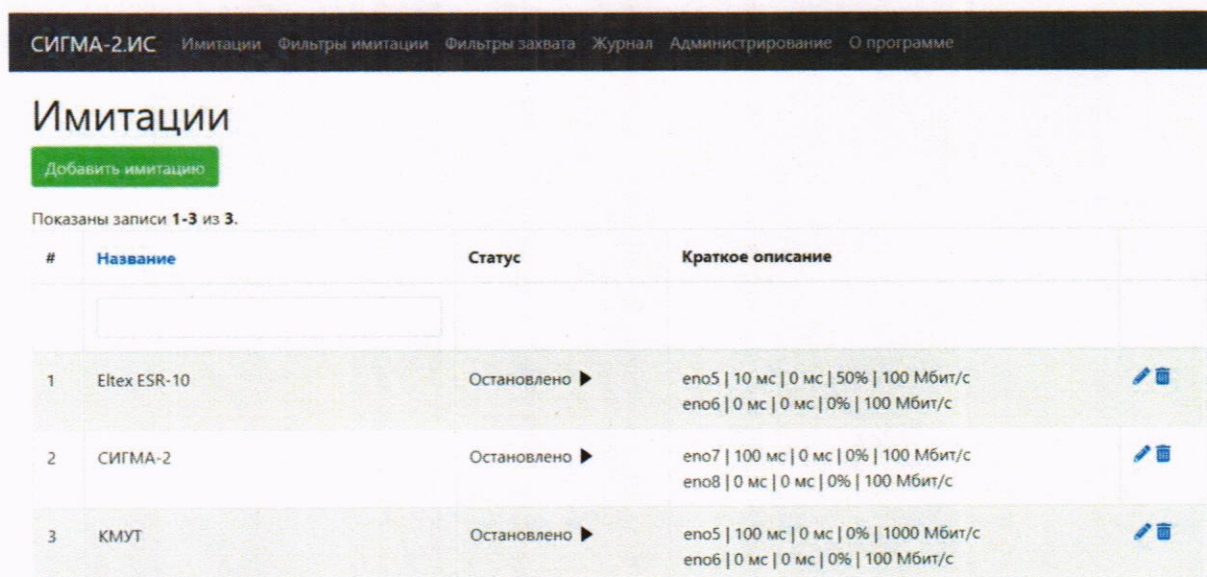 СИГМА-2.ИС Имитации Фильтры имитации Фильтры захвата Журнал Администрирование О программе
Имитации
Добавить имитацию
Показаны записи 1-3 из 3.
# Название Статус Краткое описание
1 Eltex ESR-10 Остановлено eno5 | 10 мс | 0 мс | 50% | 100 Мбит/с
eno6 | 0 мс | 0 мс | 0% | 100 Мбит/с
2 СИГМА-2 Остановлено eno7 | 100 мс | 0 мс | 0% | 100 Мбит/с
eno8 | 0 мс | 0 мс | 0% | 100 Мбит/с
3 КМУТ Остановлено eno5 | 100 мс | 0 мс | 0% | 1000 Мбит/с
eno6 | 0 мс | 0 мс | 0% | 100 Мбит/с